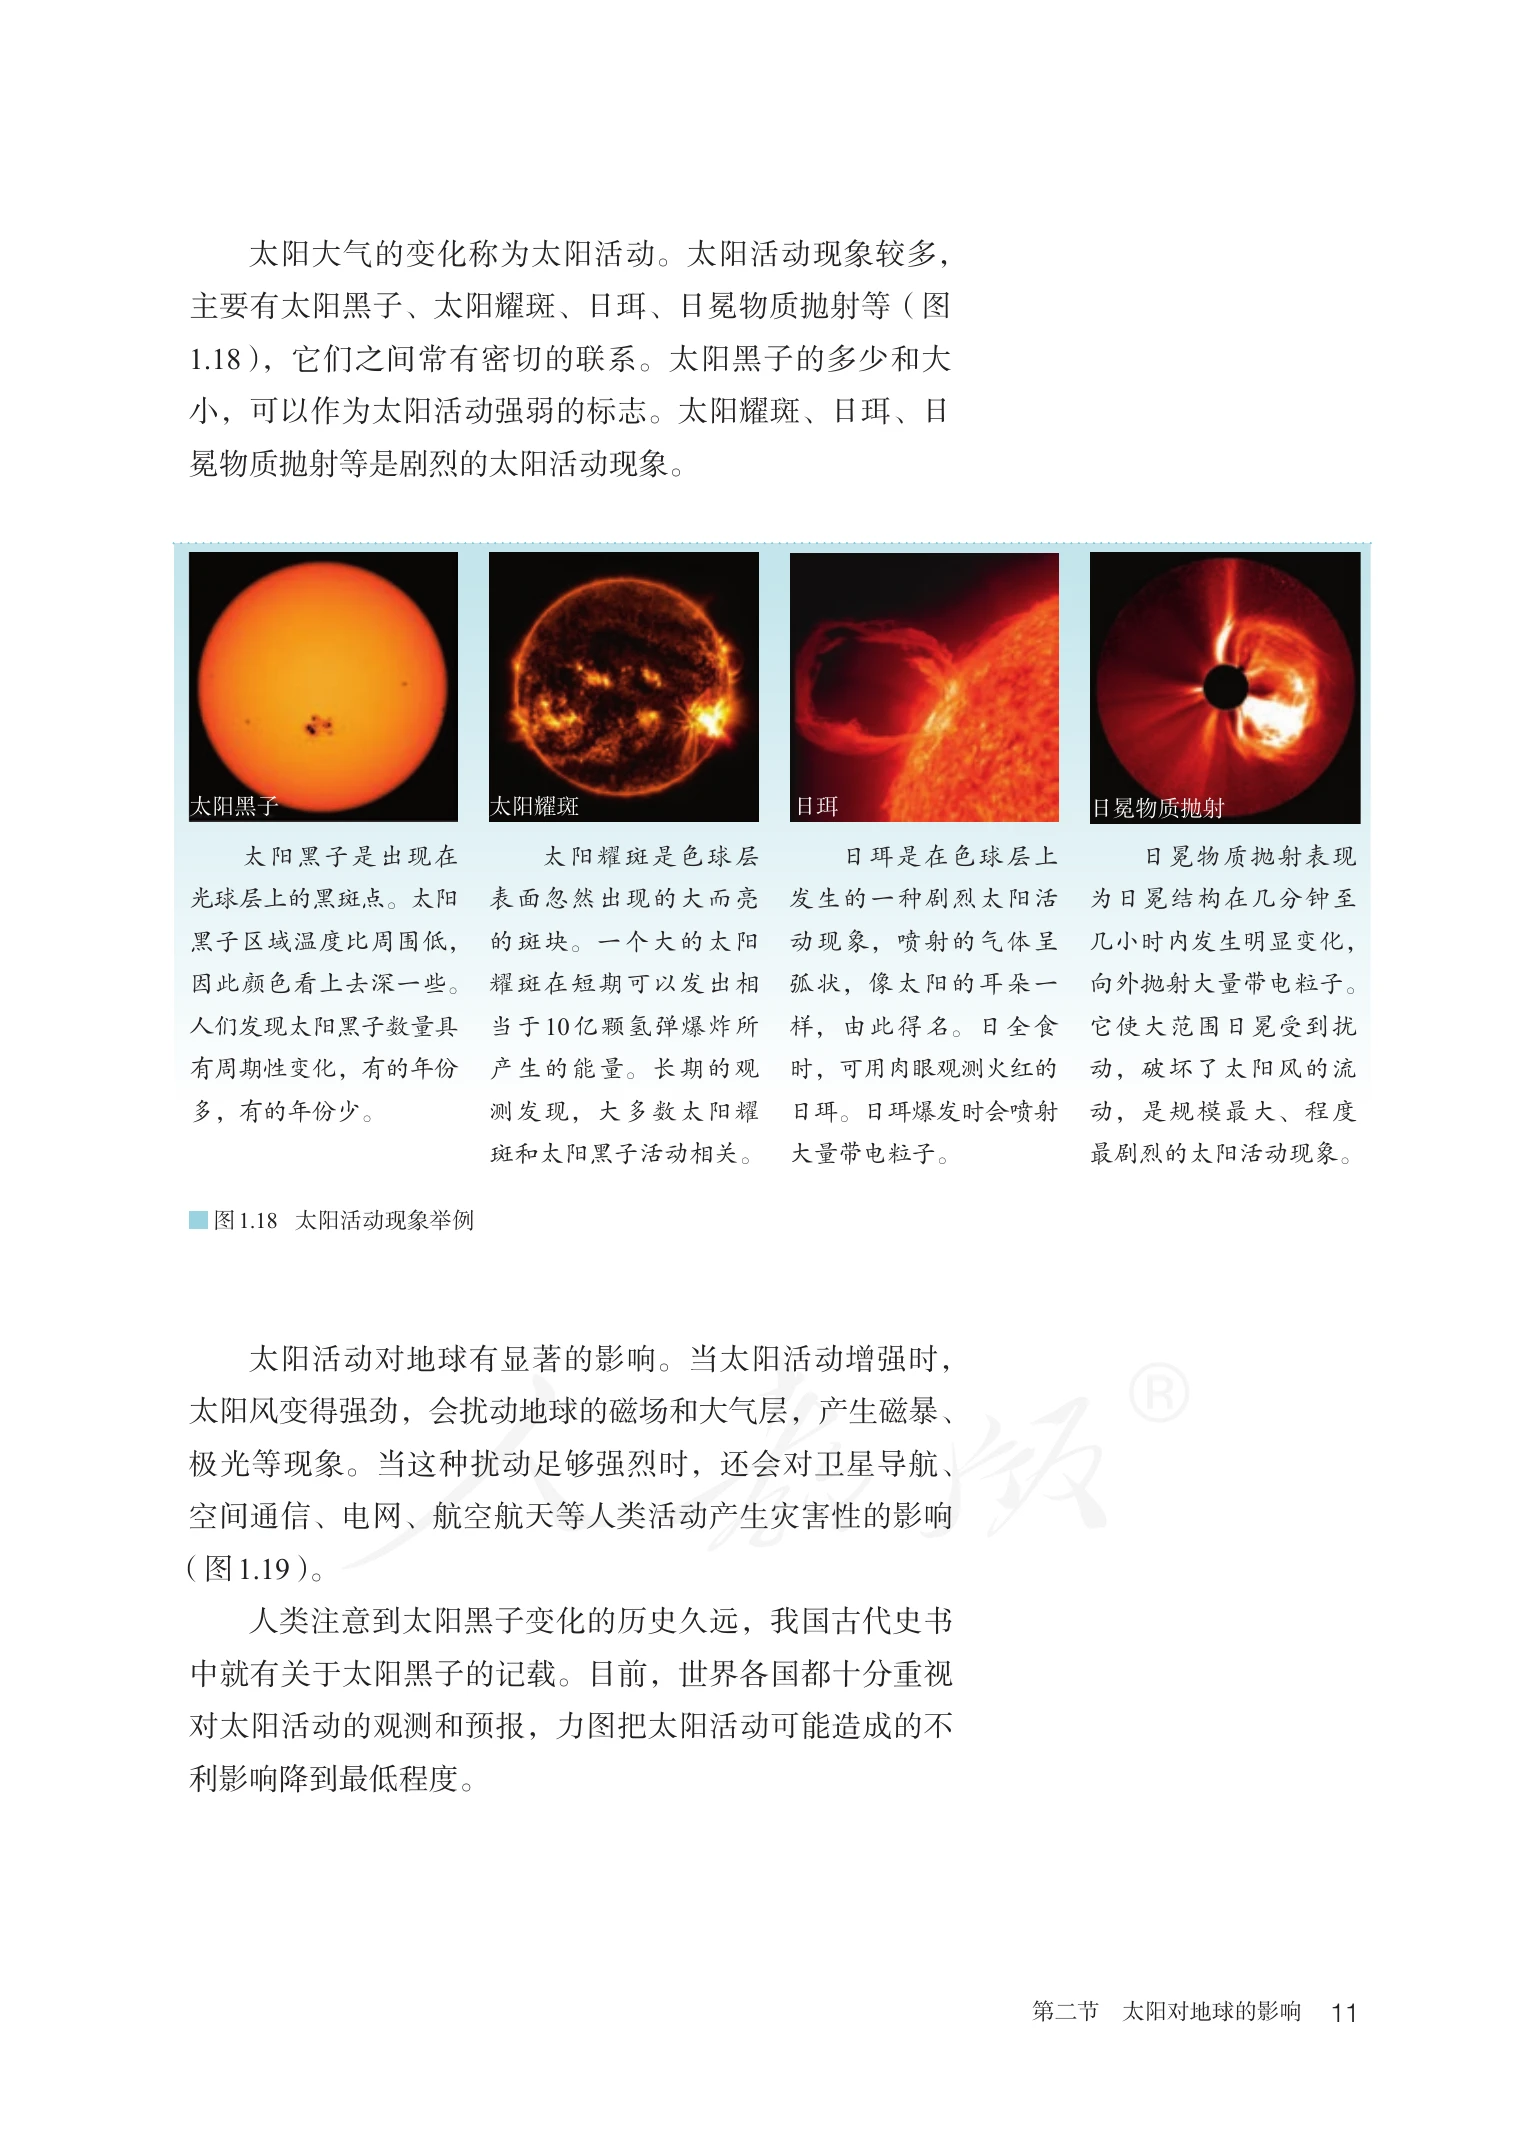 太阳大气的变化称为太阳活动。太阳活动现象较多，
主要有太阳黑子、太阳耀斑、日珥、日冕物质抛射等（图
1.18），它们之间常有密切的联系。太阳黑子的多少和大
小，可以作为太阳活动强弱的标志。太阳耀斑、日珥、日
冕物质抛射等是剧烈的太阳活动现象。
太阳黑子
太阳黑子是出现在
光球层上的黑斑点。太阳
黑子区域温度比周围低，
因此颜色看上去深一些。
人们发现太阳黑子数量具
有周期性变化，有的年份
多，有的年份少。
太阳耀斑
太阳耀斑是色球层
表面忽然出现的大而亮
的斑块。一个大的太阳
耀斑在短期可以发出相
当于10亿颗氢弹爆炸所
产生的能量。长期的观
测发现，大多数太阳耀
斑和太阳黑子活动相关。
日珥
日珥是在色球层上
发生的一种剧烈太阳活
动现象，喷射的气体呈
弧状，像太阳的耳朵一
样，由此得名。日全食
时，可用肉眼观测火红的
日珥。日珥爆发时会喷射
大量带电粒子。
日冕物质抛射
日冕物质抛射表现
为日冕结构在几分钟至
几小时内发生明显变化，
向外抛射大量带电粒子。
它使大范围日冕受到扰
动，破坏了太阳风的流
动，是规模最大、程度
最剧烈的太阳活动现象。
图1.18 太阳活动现象举例
太阳活动对地球有显著的影响。当太阳活动增强时，
太阳风变得强劲，会扰动地球的磁场和大气层，产生磁暴、
极光等现象。当这种扰动足够强烈时，还会对卫星导航、
空间通信、电网、航空航天等人类活动产生灾害性的影响
（图1.19）。
人类注意到太阳黑子变化的历史久远，我国古代史书
中就有关于太阳黑子的记载。目前，世界各国都十分重视
对太阳活动的观测和预报，力图把太阳活动可能造成的不
利影响降到最低程度。
人教版®
第二节 太阳对地球的影响 11